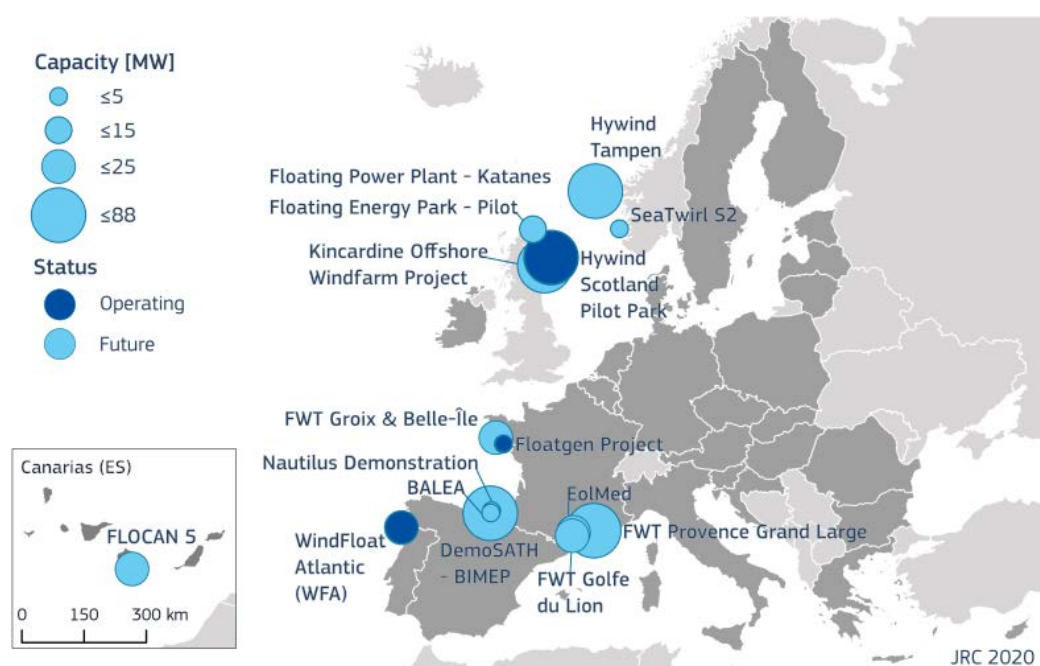 Capacity [MW]
≤5
≤15
≤25
≤88
Status
Operating
Future
Hywind
Tampen
Floating Power Plant - Katanes
Floating Energy Park - Pilot
SeaTwirl S2
Kincardine Offshore
Windfarm Project
Hywind
Scotland
Pilot Park
FWT Groix & Belle-Île
Floatgen Project
Nautilus Demonstration
BALEA
EolMed
FWT Provence Grand Large
WindFloat
Atlantic
(WFA)
DemoSATH
- BIMEP
FWT Golfe
du Lion
Canarias (ES)
FLOCAN 5
0 150 300 km
JRC 2020